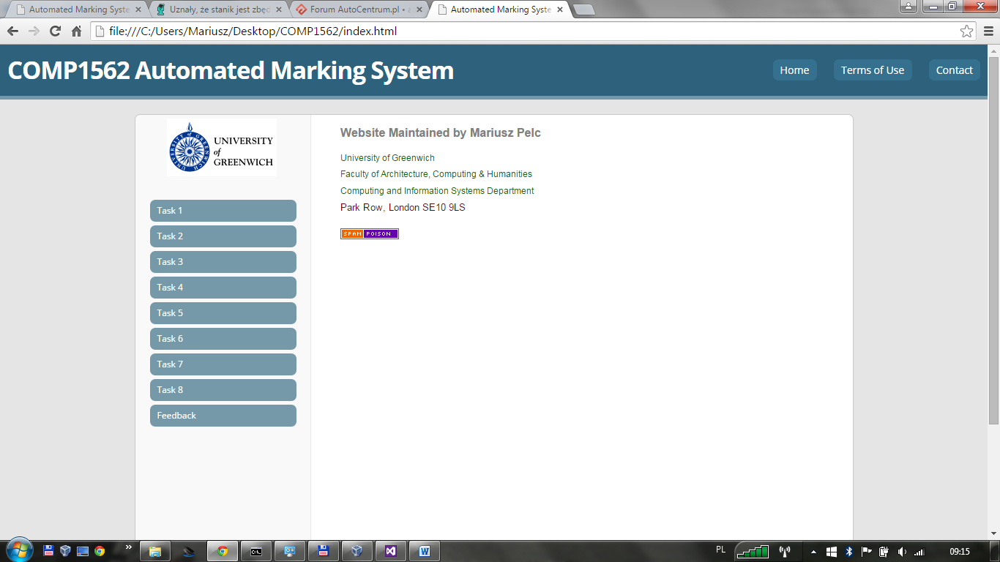 Automated Marking Syste
Uznały, że stanik jest zbęd
Forum AutoCentrum.pl •
Automated Marking Syste
file:///C:/Users/Mariusz/Desktop/COMP1562/index.html
COMP1562 Automated Marking System
Home
Terms of Use
Contact
UNIVERSITY OF GREENWICH
UNIVERSITY
of
GREENWICH
Website Maintained by Mariusz Pelc
University of Greenwich
Faculty of Architecture, Computing & Humanities
Computing and Information Systems Department
Park Row, London SE10 9LS
SPAM POISON
Task 1
Task 2
Task 3
Task 4
Task 5
Task 6
Task 7
Task 8
Feedback
C:\.
W
PL
09:15